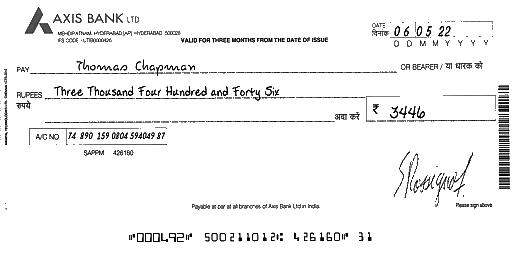 AXIS BANK LTD
MEHDIPATNAM, HYDERABAD (AP) HYDERABAD 500028
IFS CODE - UTIB0000426
VALID FOR THREE MONTHS FROM THE DATE OF ISSUE
DATE
दिनांक 06 05 22
D D M M Y Y Y Y
PAY Thomas Chapman OR BEARER / या धारक को
RUPEES Three Thousand Four Hundred and Forty Six
रुपये अदा करें ₹ 3446
A/C NO 74 890 159 0804 594049 87
SAPPM 426160
Payable at par at all branches of Axis Bank Ltd in India.
Please sign above
"000492" 500211012: 426160" 31